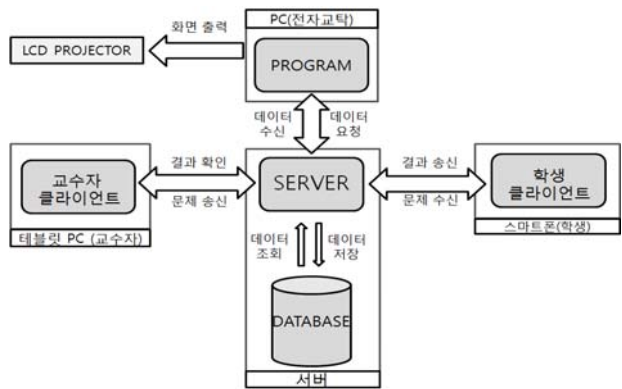 화면 출력
PC(전자교탁)
LCD PROJECTOR
PROGRAM
데이터
수신
데이터
요청
교수자
클라이언트
결과 확인
문제 송신
테블릿 PC (교수자)
SERVER
결과 송신
문제 수신
학생
클라이언트
스마트폰(학생)
데이터
조회
데이터
저장
DATABASE
서버